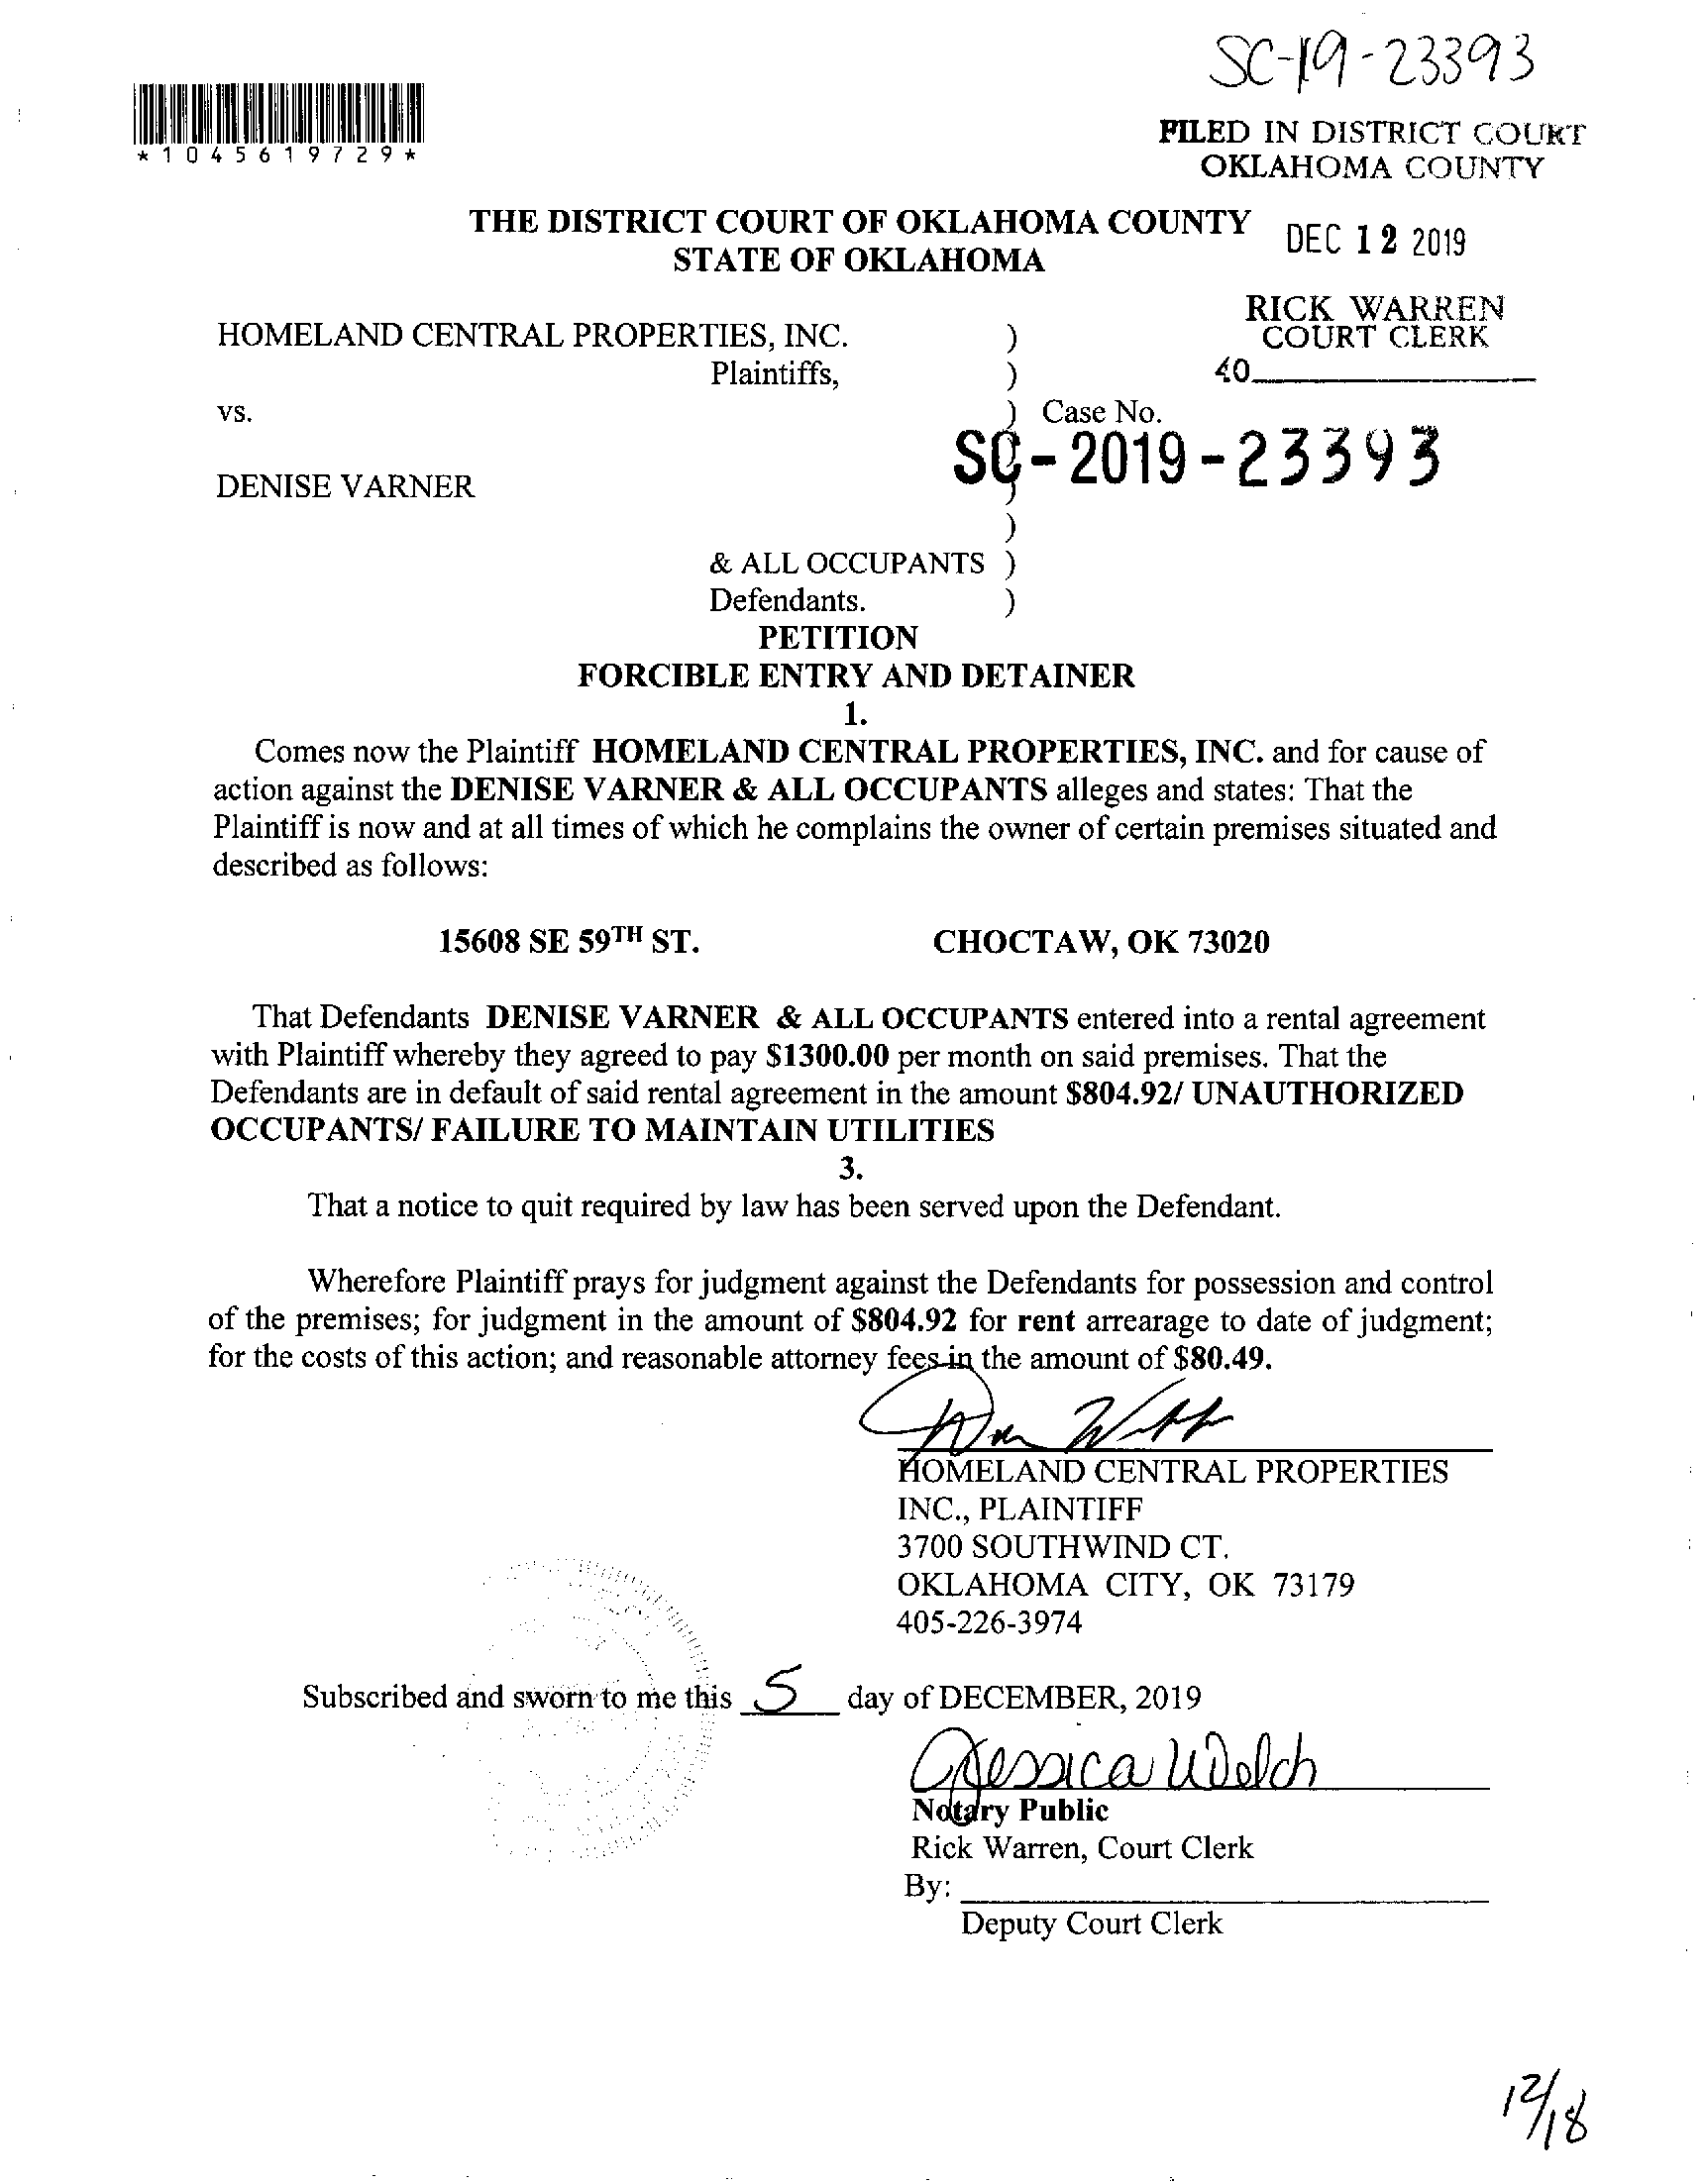 SC-19-23393
*1045619729*
FILED IN DISTRICT COURT
OKLAHOMA COUNTY
THE DISTRICT COURT OF OKLAHOMA COUNTY
STATE OF OKLAHOMA
DEC 12 2019
RICK WARREN
COURT CLERK
40
HOMELAND CENTRAL PROPERTIES, INC. )
Plaintiffs, )
vs. ) Case No.
SC-2019-23393
DENISE VARNER )
)
& ALL OCCUPANTS )
Defendants. )
PETITION
FORCIBLE ENTRY AND DETAINER
1.
Comes now the Plaintiff HOMELAND CENTRAL PROPERTIES, INC. and for cause of
action against the DENISE VARNER & ALL OCCUPANTS alleges and states: That the
Plaintiff is now and at all times of which he complains the owner of certain premises situated and
described as follows:
15608 SE 59TH ST. CHOCTAW, OK 73020
That Defendants DENISE VARNER & ALL OCCUPANTS entered into a rental agreement
with Plaintiff whereby they agreed to pay $1300.00 per month on said premises. That the
Defendants are in default of said rental agreement in the amount $804.92/ UNAUTHORIZED
OCCUPANTS/ FAILURE TO MAINTAIN UTILITIES
3.
That a notice to quit required by law has been served upon the Defendant.
Wherefore Plaintiff prays for judgment against the Defendants for possession and control
of the premises; for judgment in the amount of $804.92 for rent arrearage to date of judgment;
for the costs of this action; and reasonable attorney fees in the amount of $80.49.
HOMELAND CENTRAL PROPERTIES
INC., PLAINTIFF
3700 SOUTHWIND CT.
OKLAHOMA CITY, OK 73179
405-226-3974
Subscribed and sworn to me this 5 day of DECEMBER, 2019
Jessica Welch
Notary Public
Rick Warren, Court Clerk
By:
Deputy Court Clerk
12/18